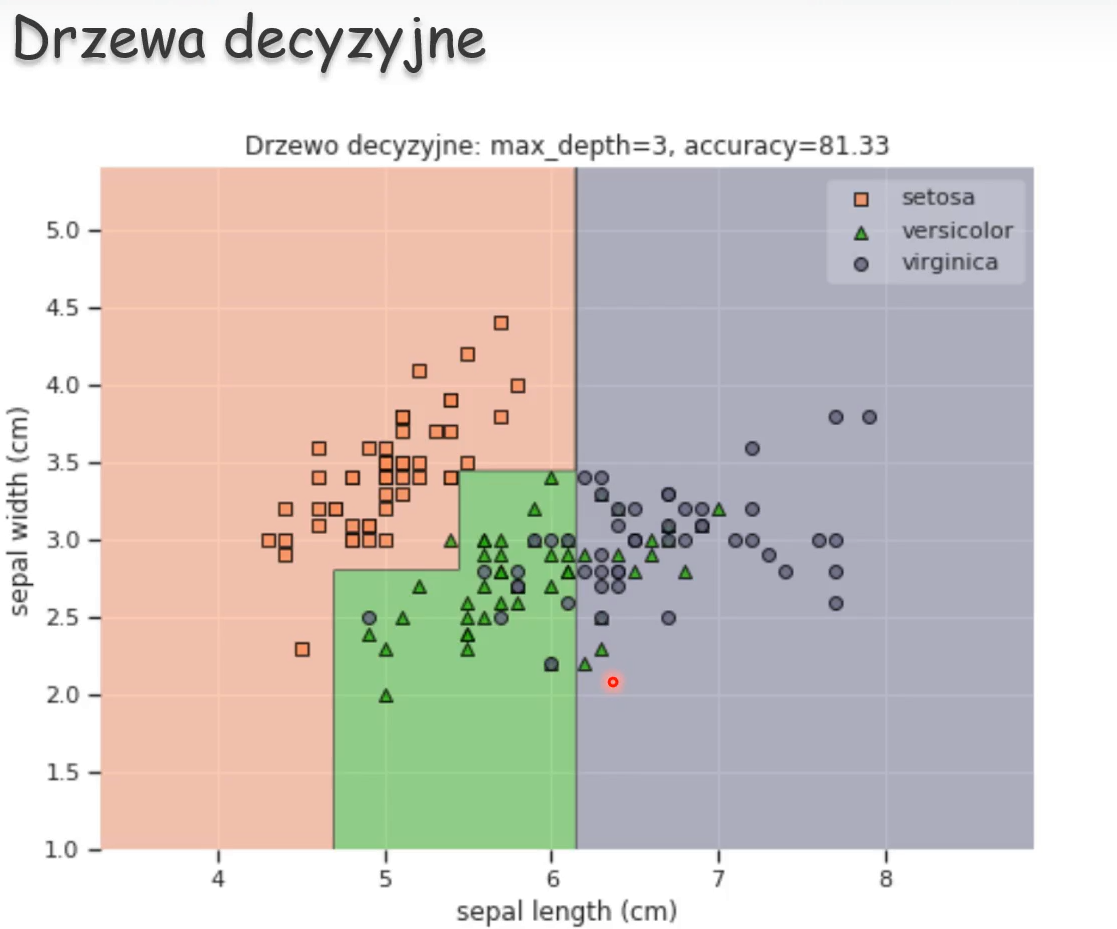 Drzewa decyzyjne
Drzewo decyzyjne: max_depth=3, accuracy=81.33
setosa
versicolor
virginica
5.0
4.5
4.0
3.5
3.0
2.5
2.0
1.5
1.0
sepal width (cm)
4 5 6 7 8
sepal length (cm)